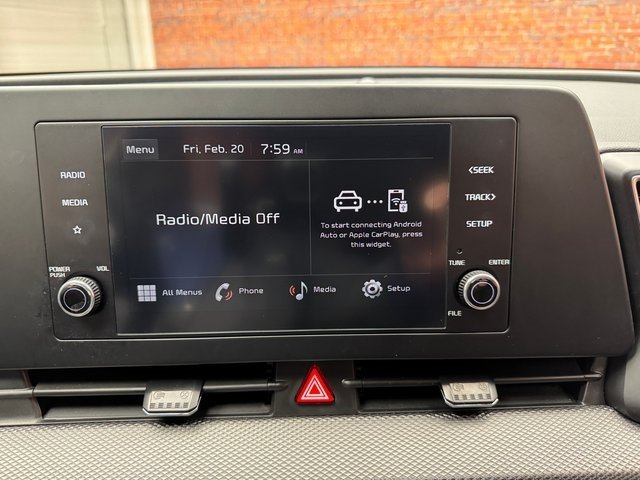 Menu
Fri, Feb. 20
7:59 AM
RADIO
MEDIA
POWER
PUSH
VOL
Radio/Media Off
To start connecting Android
Auto or Apple CarPlay, press
this widget.
All Menus
Phone
Media
Setup
<SEEK
TRACK>
SETUP
TUNE
ENTER
FILE